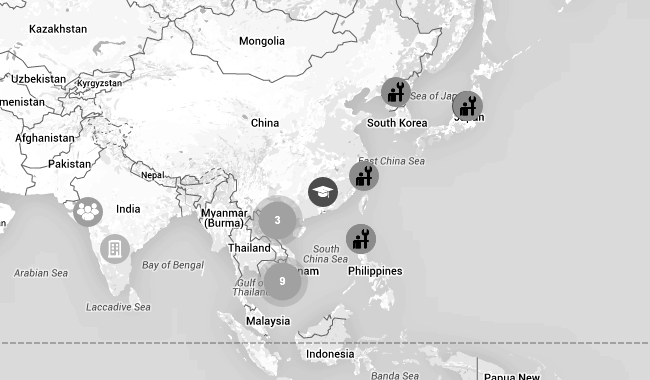 Kazakhstan
Mongolia
Uzbekistan
Kyrgyzstan
menistan
Sea of Jap
Japan
China
South Korea
Afghanistan
East China Sea
Pakistan
Nepal
India
Myanmar
(Burma)
3
Thailand
South
China Sea
nam
Philippines
Arabian Sea
Bay of Bengal
Gulf o
Thailand
9
Laccadive Sea
Malaysia
Indonesia
Banda Sea
Papua New
n